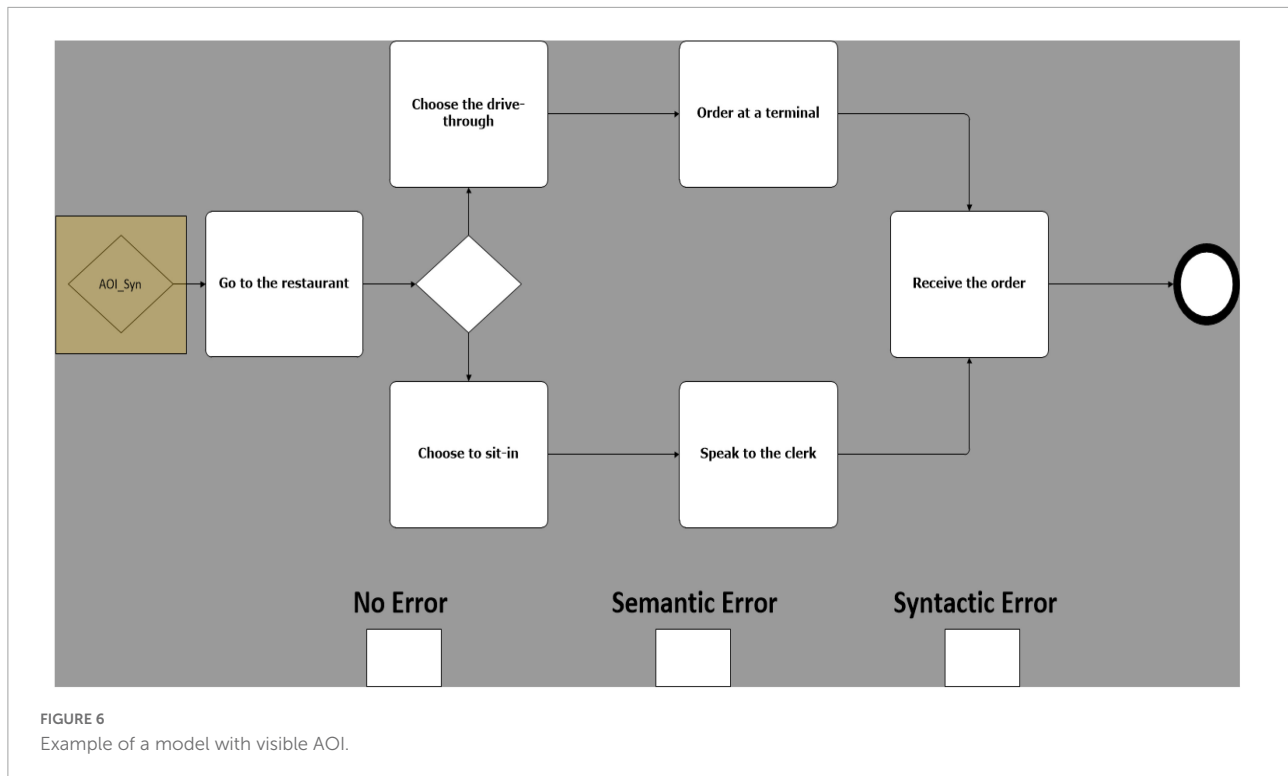 Choose the drive-
through
Order at a terminal
AOI_Syn
Go to the restaurant
Receive the order
Choose to sit-in
Speak to the clerk
No Error
Semantic Error
Syntactic Error
FIGURE 6
Example of a model with visible AOI.